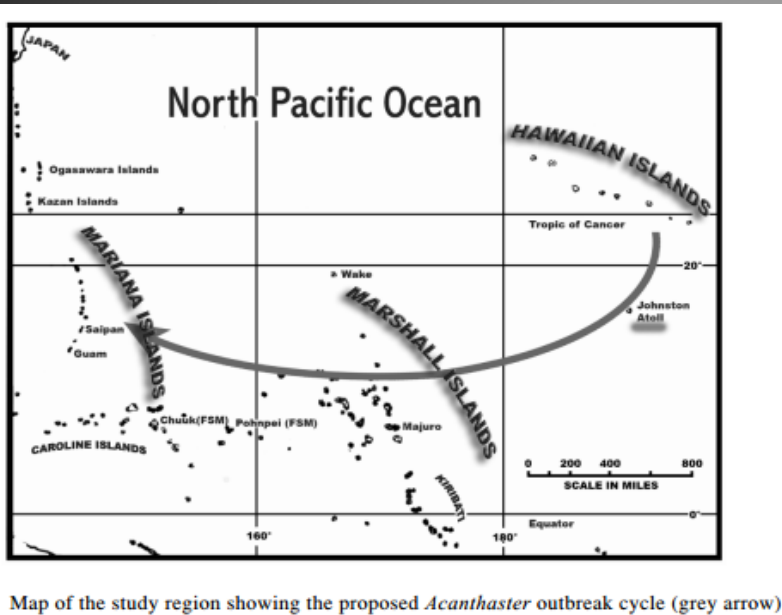 JAPAN
North Pacific Ocean
HAWAIIAN ISLANDS
Ogasawara Islands
Kazan Islands
Tropic of Cancer
MARIANA ISLANDS
20°
Wake
MARSHALL ISLANDS
Johnston
Atoll
Saipan
Guam
Chuuk(FSM)
Pohnpei (FSM)
Majuro
CAROLINE ISLANDS
0 200 400 800
SCALE IN MILES
KIRIBATI
0°
Equator
160°
180°
Map of the study region showing the proposed Acanthaster outbreak cycle (grey arrow)